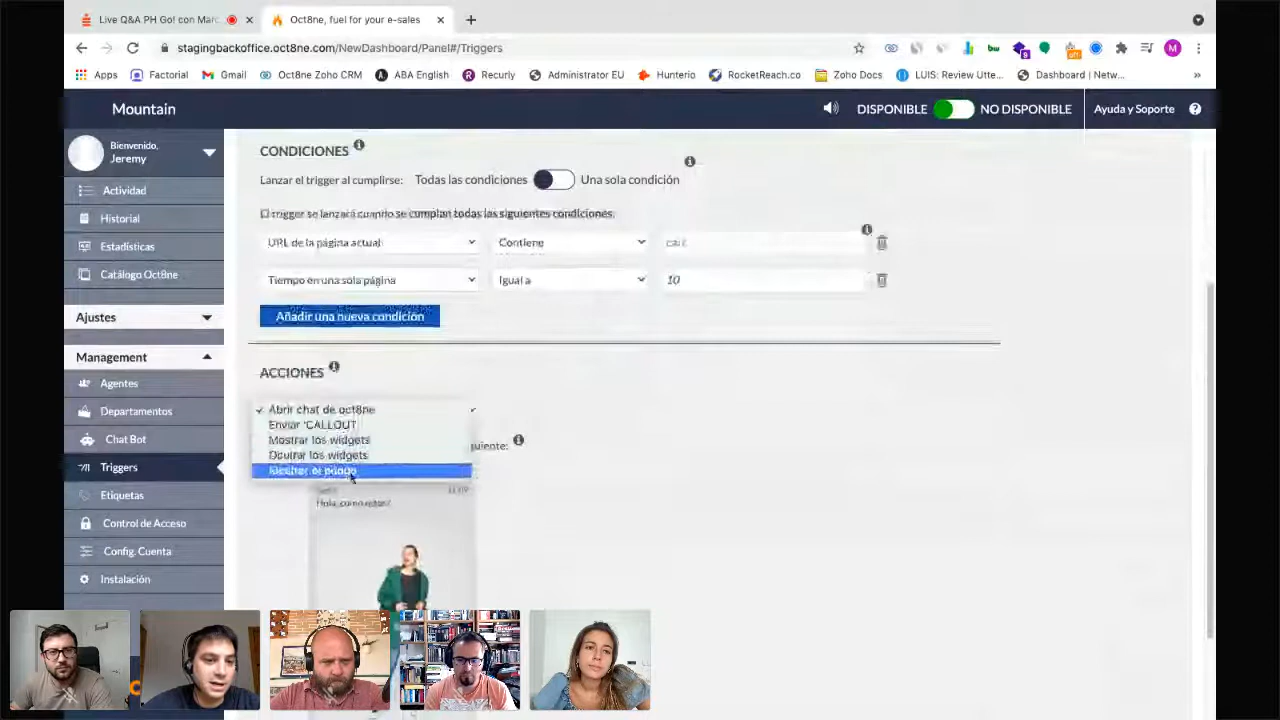 Live Q&A PH Go! con Marc
Oct8ne, fuel for your e-sales
stagingbackoffice.oct8ne.com/NewDashboard/Panel#/Triggers
Apps
Factorial
Gmail
Oct8ne Zoho CRM
ABA English
Recurly
Administrator EU
Hunterio
RocketReach.co
Zoho Docs
LUIS: Review Utte...
Dashboard | Netw...
»
M
9
off
Mountain
DISPONIBLE
NO DISPONIBLE
Ayuda y Soporte
Bienvenido,
Jeremy
Actividad
Historial
Estadísticas
Catálogo Oct8ne
Ajustes
Management
Agentes
Departamentos
Chat Bot
Triggers
Etiquetas
Control de Acceso
Config. Cuenta
Instalación
CONDICIONES
Lanzar el trigger al cumplirse:
Todas las condiciones
Una sola condición
El trigger se lanzará cuando se cumplan todas las siguientes condiciones.
URL de la página actual
Contiene
Tiempo en una sola página
Igual a
10
Añadir una nueva condición
ACCIONES
Abrir chat de oct8ne
Enviar 'CALLOUT'
Mostrar los widgets
Ocultar los widgets
guiente: